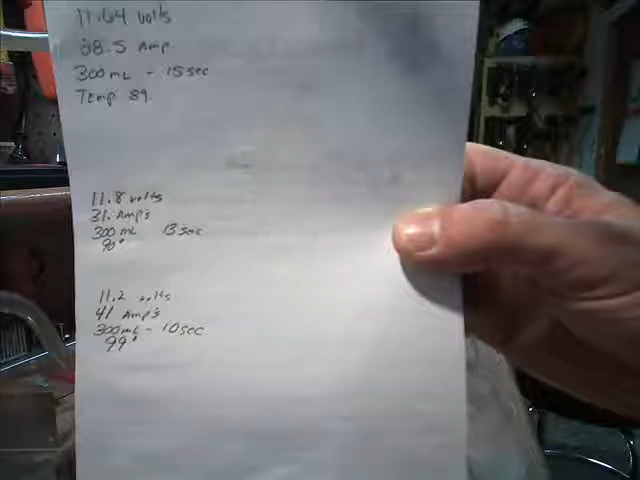 11.64 volts
28.5 Amp
300 mL - 15 sec
Temp 89.
11.8 volts
31. Amps
300 mL 13 sec
90°
11.2 volts
41 Amps
300 mL - 10 sec
99°